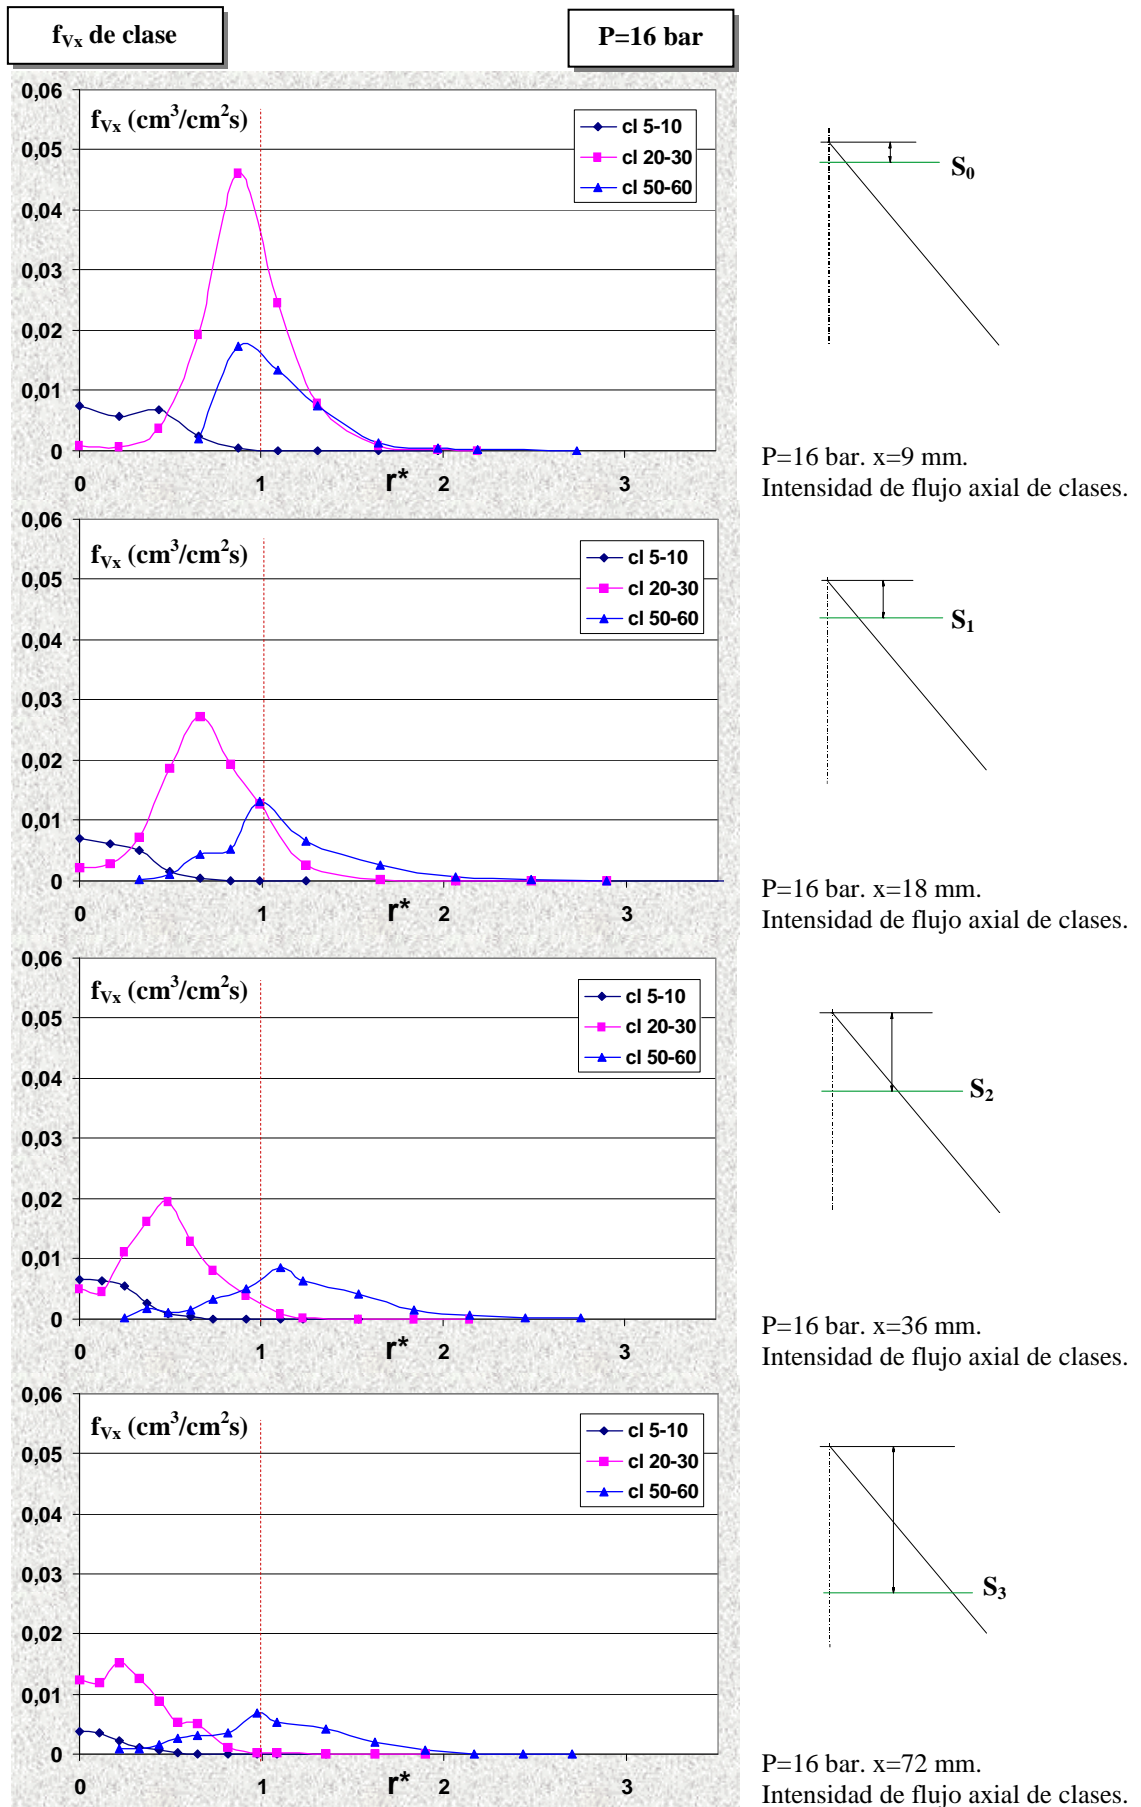 f_Vx de clase
P=16 bar
0,06
0,05
0,04
0,03
0,02
0,01
0
f_Vx (cm³/cm²s)
cl 5-10
cl 20-30
cl 50-60
0 1 r* 2 3
S₀
P=16 bar. x=9 mm.
Intensidad de flujo axial de clases.
0,06
0,05
0,04
0,03
0,02
0,01
0
f_Vx (cm³/cm²s)
cl 5-10
cl 20-30
cl 50-60
0 1 r* 2 3
S₁
P=16 bar. x=18 mm.
Intensidad de flujo axial de clases.
0,06
0,05
0,04
0,03
0,02
0,01
0
f_Vx (cm³/cm²s)
cl 5-10
cl 20-30
cl 50-60
0 1 r* 2 3
S₂
P=16 bar. x=36 mm.
Intensidad de flujo axial de clases.
0,06
0,05
0,04
0,03
0,02
0,01
0
f_Vx (cm³/cm²s)
cl 5-10
cl 20-30
cl 50-60
0 1 r* 2 3
S₃
P=16 bar. x=72 mm.
Intensidad de flujo axial de clases.